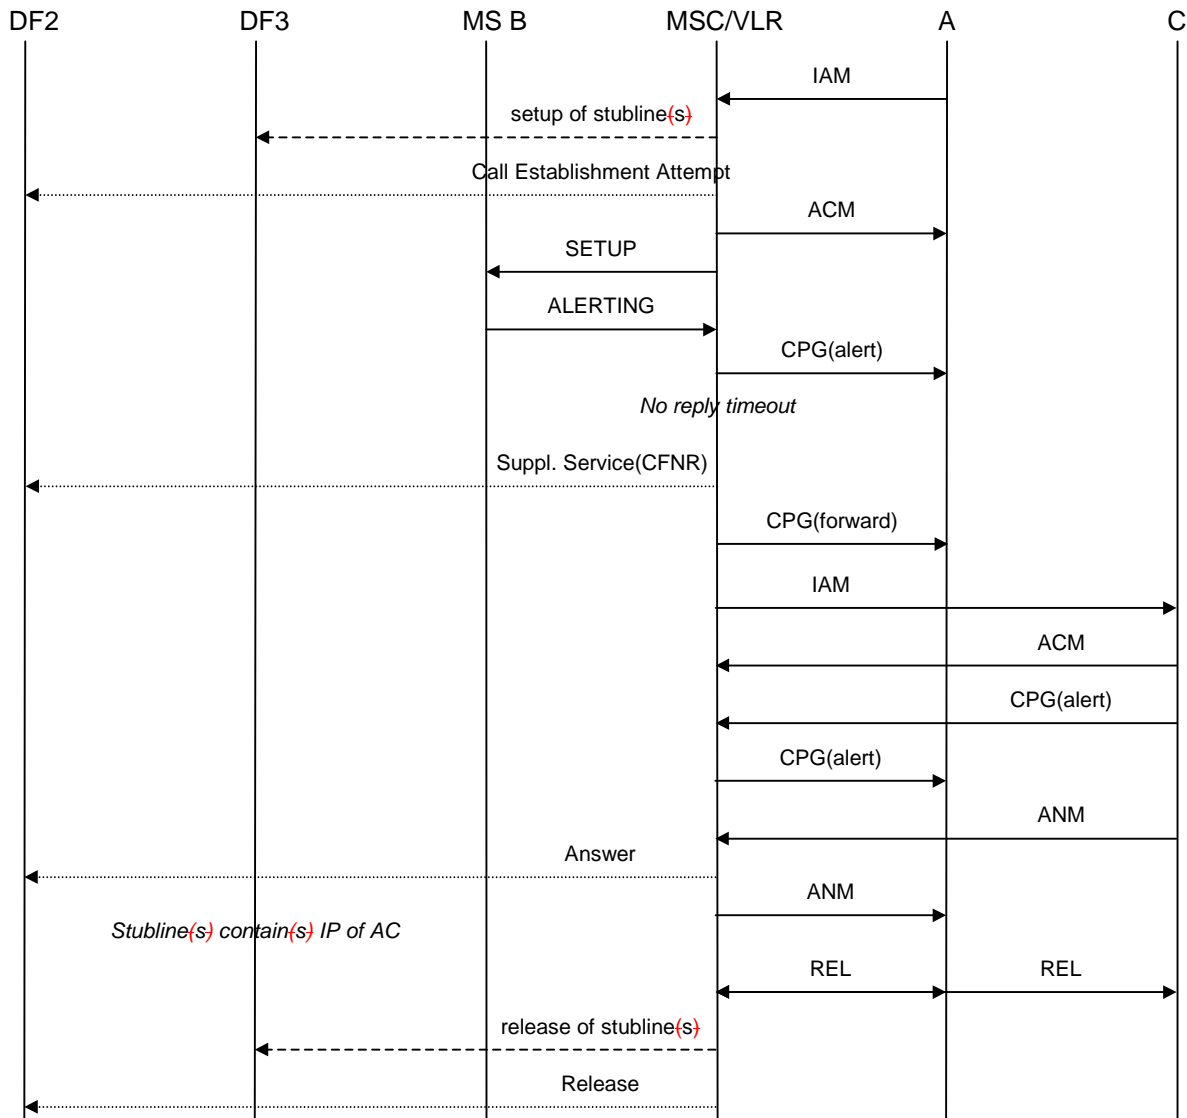 DF2 DF3 MS B MSC/VLR A C
IAM
setup of stubline(s)
Call Establishment Attempt
ACM
SETUP
ALERTING
CPG(alert)
No reply timeout
Suppl. Service(CFNR)
CPG(forward)
IAM
ACM
CPG(alert)
CPG(alert)
ANM
Answer
ANM
Stubline(s) contain(s) IP of AC
REL REL
release of stubline(s)
Release